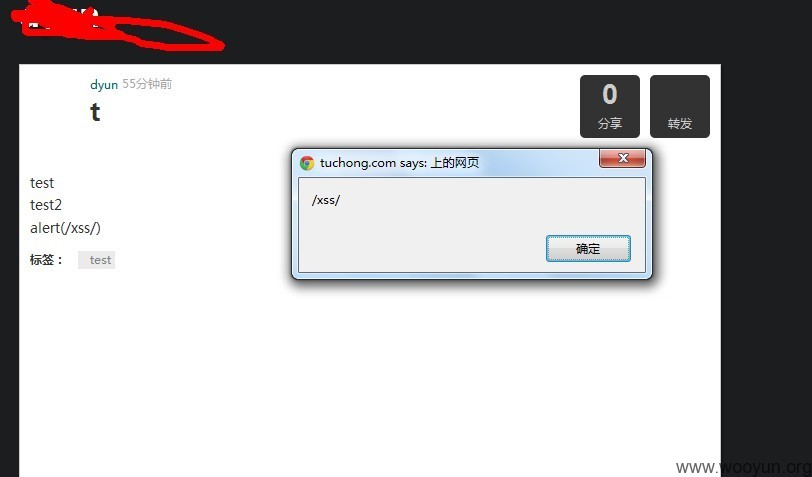 dyun 55分钟前
t
0
分享
转发
test
test2
alert(/xss/)
标签： test
tuchong.com says: 上的网页
/xss/
确定
www.wooyun.org